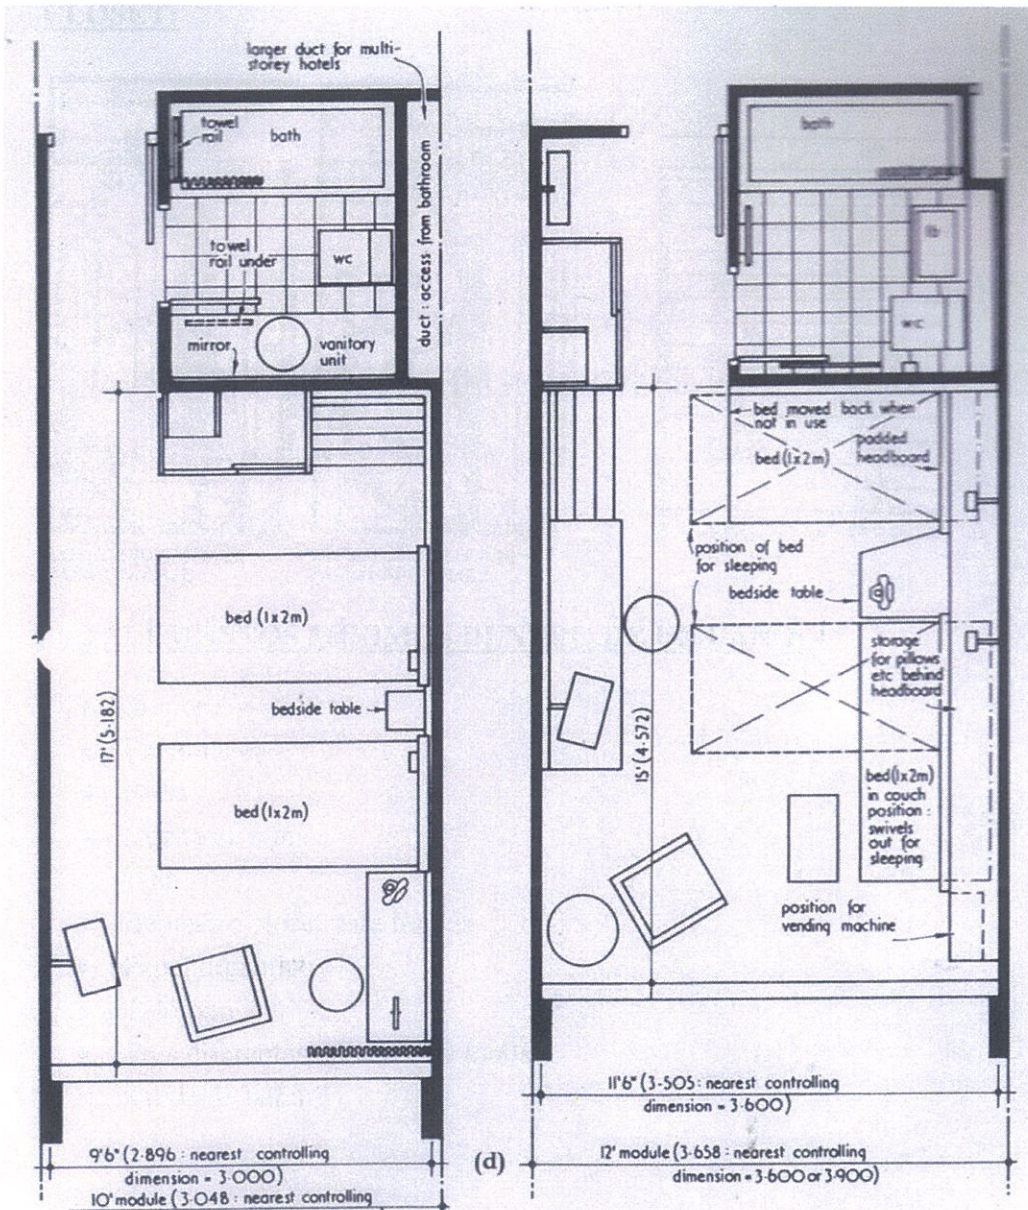 CLOSET:
larger duct for multi-
storey hotels
towel
rail
bath
duct : access from bathroom
towel
rail under
wc
mirror
vanitory
unit
17' (5·182)
bed (1x2m)
bedside table
bed (1x2m)
9'6" (2·896 : nearest controlling
dimension = 3·000)
10' module (3·048 : nearest controlling
(d)
bath
lb
wc
bed moved back when
not in use
bed (1x2m)
padded
headboard
position of bed
for sleeping
bedside table
storage
for pillows
etc behind
headboard
15' (4·572)
bed (1x2m)
in couch
position :
swivels
out for
sleeping
position for
vending machine
11'6" (3·505: nearest controlling
dimension = 3·600)
12' module (3·658 : nearest controlling
dimension = 3·600 or 3·900)